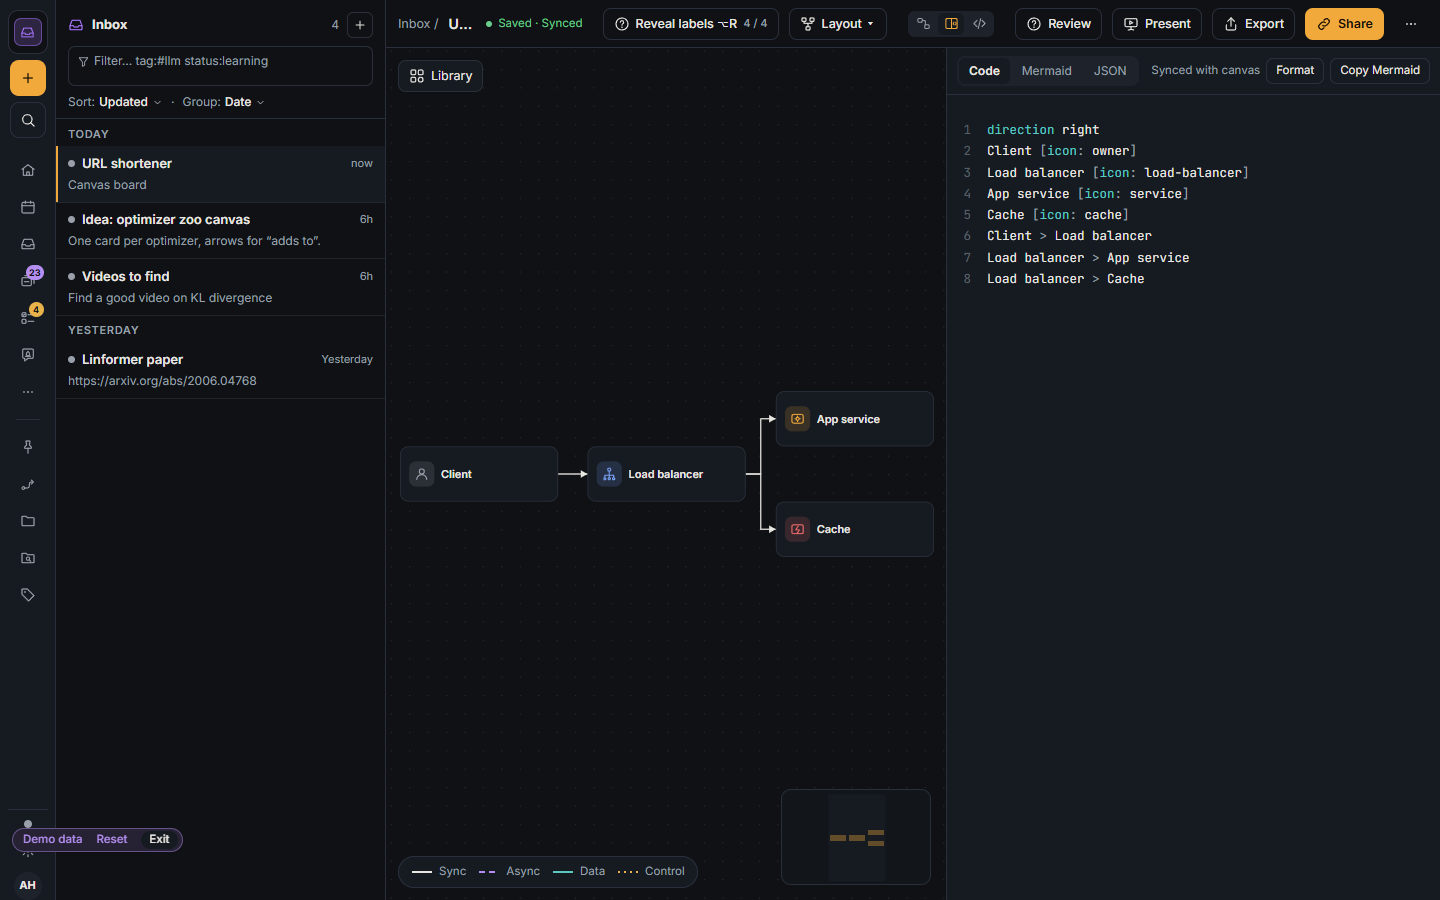 Inbox
4
Filter... tag:#llm status:learning
Sort: Updated · Group: Date
TODAY
URL shortener now
Canvas board
Idea: optimizer zoo canvas 6h
One card per optimizer, arrows for “adds to”.
Videos to find 6h
Find a good video on KL divergence
YESTERDAY
Linformer paper Yesterday
https://arxiv.org/abs/2006.04768
23
4
Demo data Reset Exit
AH
Inbox / U... Saved · Synced
Reveal labels ⌥R 4 / 4
Layout
Review
Present
Export
Share
Library
Client
Load balancer
App service
Cache
Sync Async Data Control
Code Mermaid JSON Synced with canvas Format Copy Mermaid
1 direction right
2 Client [icon: owner]
3 Load balancer [icon: load-balancer]
4 App service [icon: service]
5 Cache [icon: cache]
6 Client > Load balancer
7 Load balancer > App service
8 Load balancer > Cache